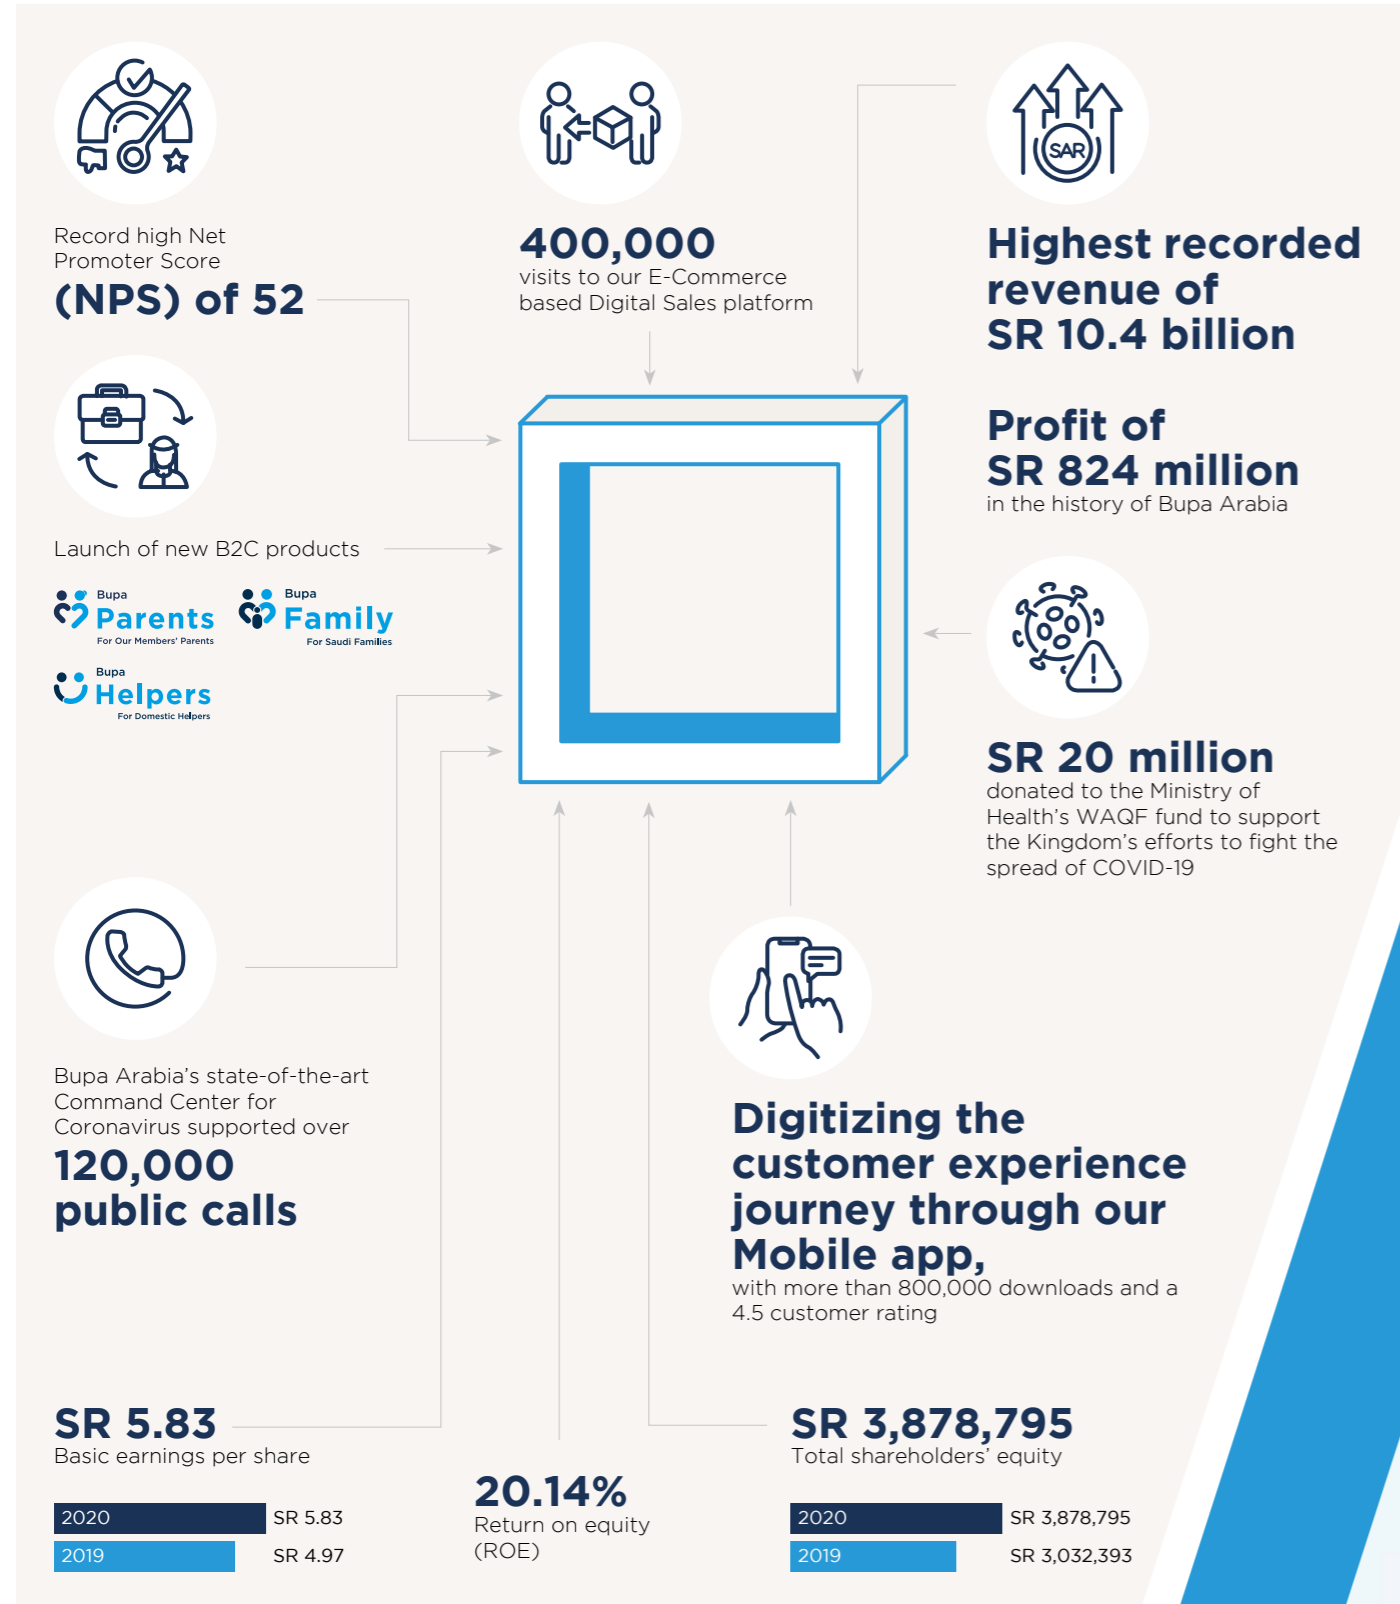 Record high Net
Promoter Score
(NPS) of 52
400,000
visits to our E-Commerce
based Digital Sales platform
SAR
Highest recorded
revenue of
SR 10.4 billion
Profit of
SR 824 million
in the history of Bupa Arabia
Launch of new B2C products
Bupa
Parents
For Our Members' Parents
Bupa
Family
For Saudi Families
Bupa
Helpers
For Domestic Helpers
SR 20 million
donated to the Ministry of
Health's WAQF fund to support
the Kingdom's efforts to fight the
spread of COVID-19
Bupa Arabia's state-of-the-art
Command Center for
Coronavirus supported over
120,000
public calls
Digitizing the
customer experience
journey through our
Mobile app,
with more than 800,000 downloads and a
4.5 customer rating
SR 5.83
Basic earnings per share
2020 SR 5.83
2019 SR 4.97
20.14%
Return on equity
(ROE)
SR 3,878,795
Total shareholders' equity
2020 SR 3,878,795
2019 SR 3,032,393